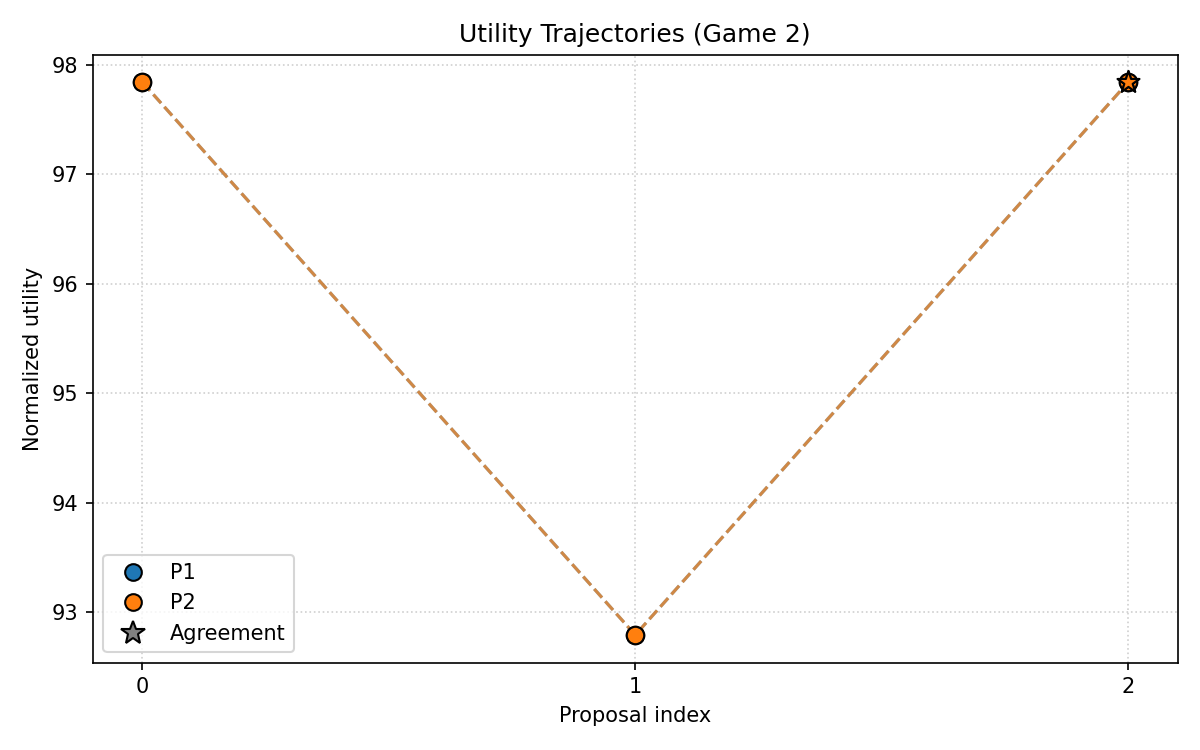 Utility Trajectories (Game 2)
Normalized utility
98
97
96
95
94
93
P1
P2
Agreement
0
1
2
Proposal index